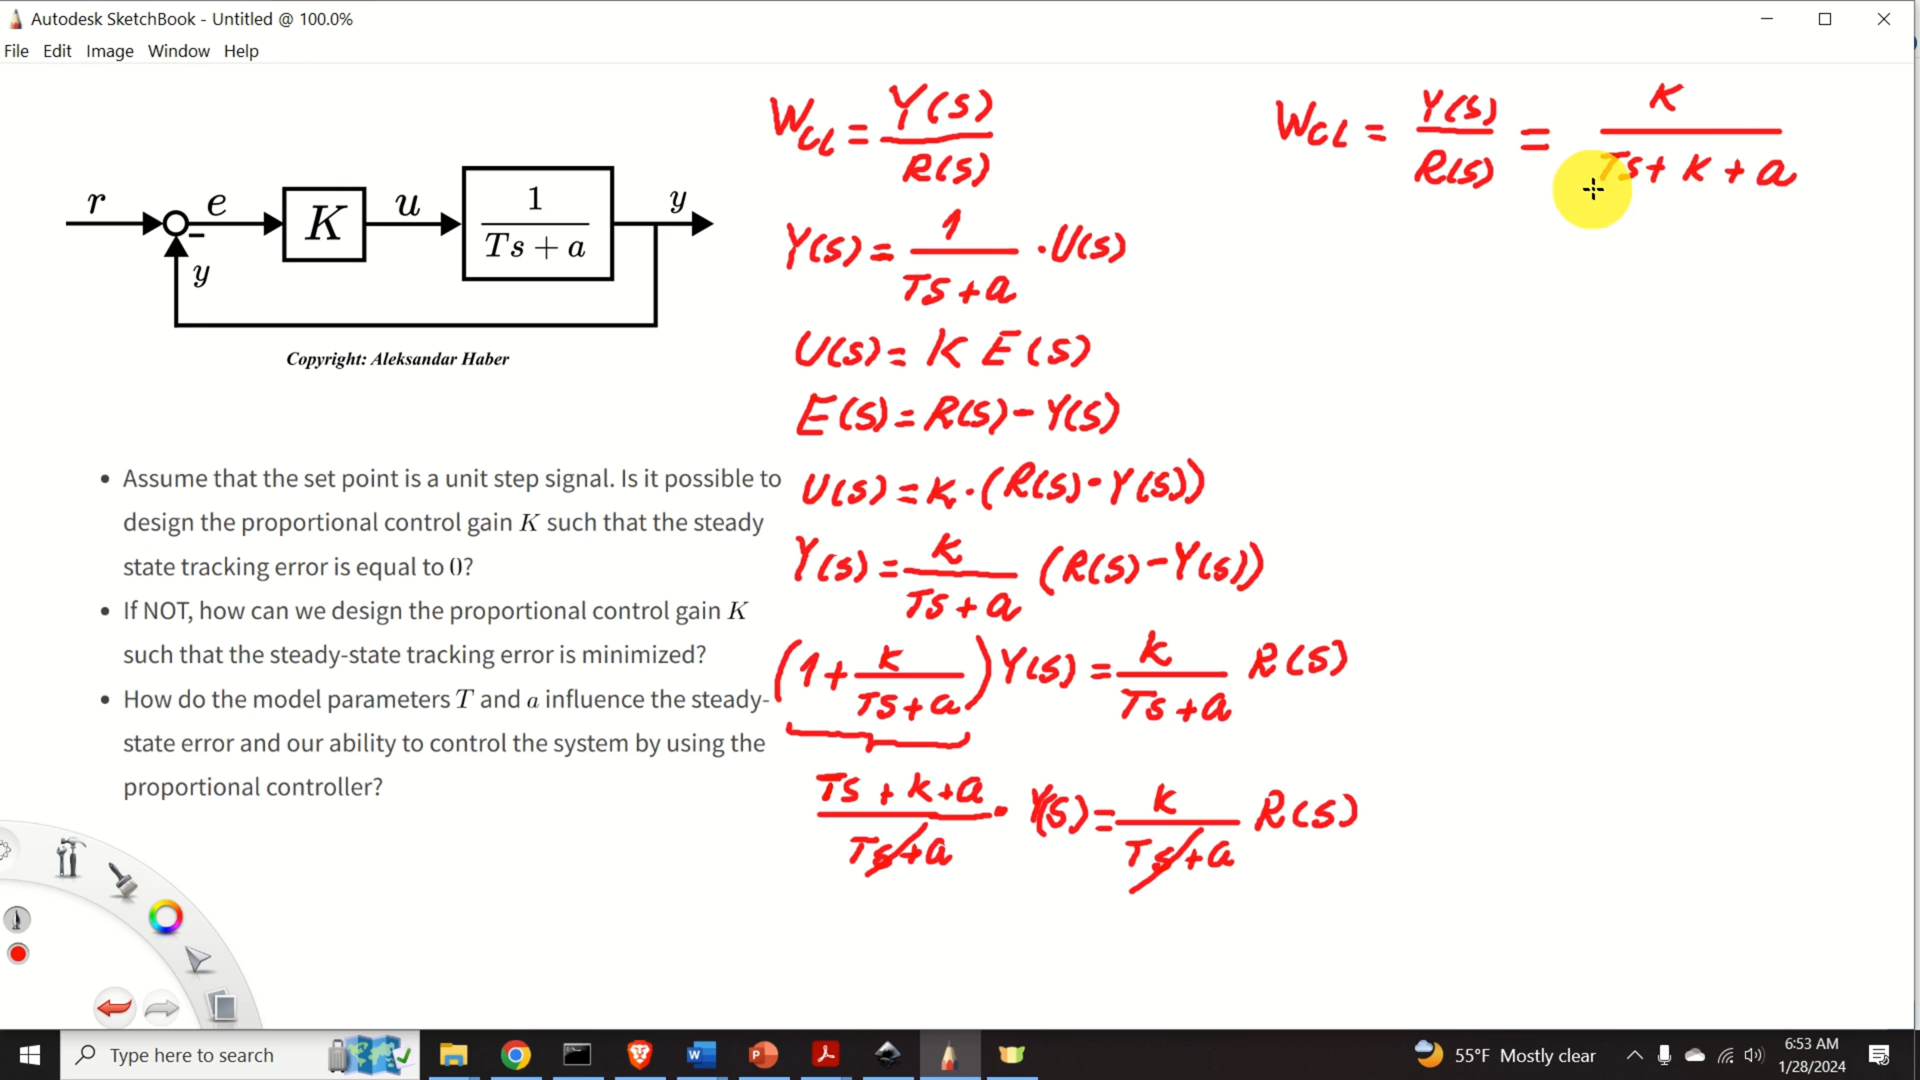 Autodesk SketchBook - Untitled @ 100.0%
File Edit Image Window Help
r e K u 1 y
Ts + a
y
Copyright: Aleksandar Haber
• Assume that the set point is a unit step signal. Is it possible to
design the proportional control gain K such that the steady
state tracking error is equal to 0?
• If NOT, how can we design the proportional control gain K
such that the steady-state tracking error is minimized?
• How do the model parameters T and a influence the steady-
state error and our ability to control the system by using the
proportional controller?
WCL = Y(s) / R(s)
Y(s) = 1 / Ts+a · U(s)
U(s) = K E(s)
E(s) = R(s) - Y(s)
U(s) = K · (R(s) - Y(s))
Y(s) = K / Ts+a (R(s) - Y(s))
(1 + K / Ts+a) Y(s) = K / Ts+a R(s)
Ts + K + a / Ts+a · Y(s) = K / Ts+a R(s)
WCL = Y(s) / R(s) = K / Ts + K + a
Type here to search
55°F Mostly clear
6:53 AM
1/28/2024